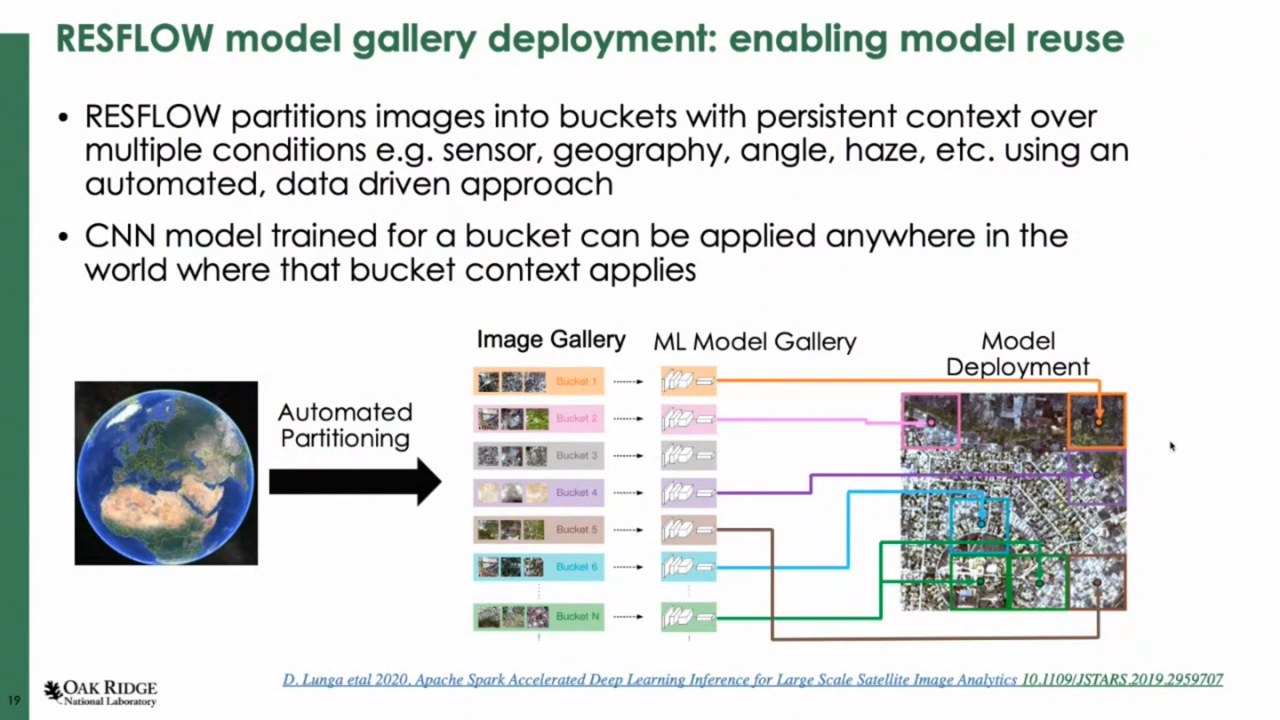 RESFLOW model gallery deployment: enabling model reuse
• RESFLOW partitions images into buckets with persistent context over
multiple conditions e.g. sensor, geography, angle, haze, etc. using an
automated, data driven approach
• CNN model trained for a bucket can be applied anywhere in the
world where that bucket context applies
Image Gallery
ML Model Gallery
Model
Deployment
Automated
Partitioning
Bucket 1
Bucket 2
Bucket 3
Bucket 4
Bucket 5
Bucket 6
Bucket N
19
OAK RIDGE
National Laboratory
D. Lunga etal 2020. Apache Spark Accelerated Deep Learning Inference for Large Scale Satellite Image Analytics 10.1109/JSTARS.2019.2959707